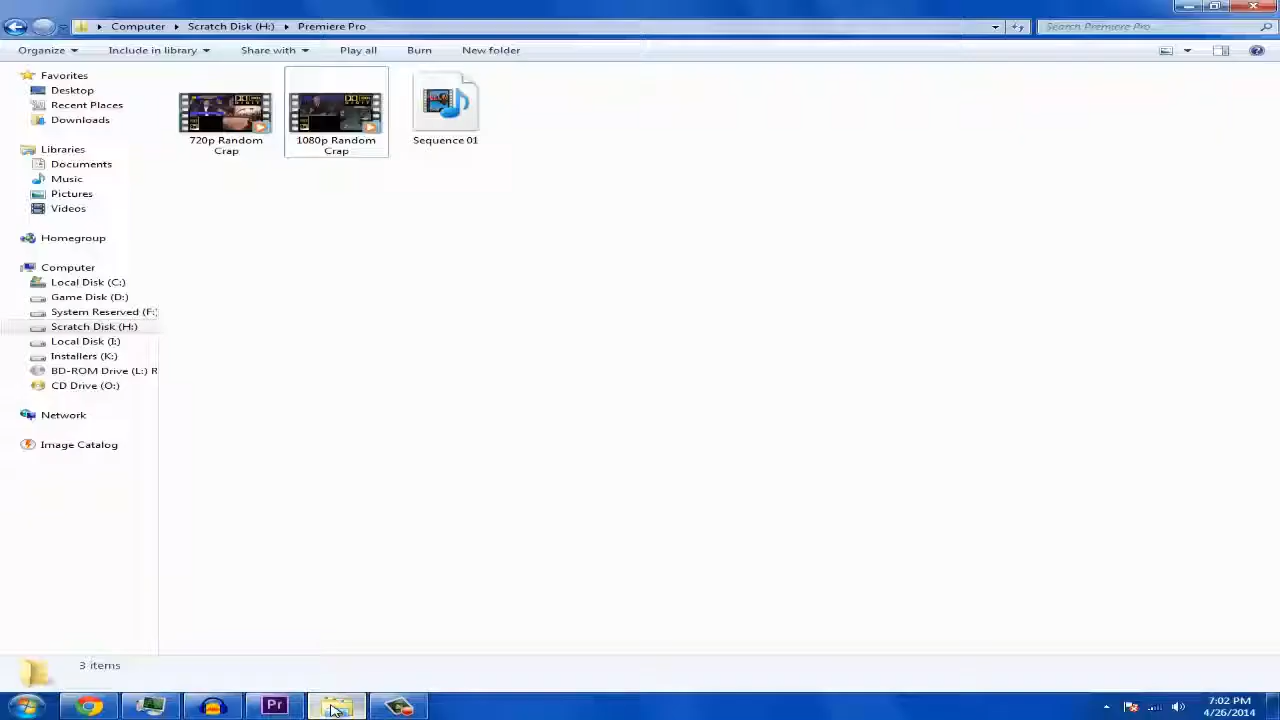 Computer Scratch Disk (H:) Premiere Pro
Search Premiere Pro
Organize Include in library Share with Play all Burn New folder
Favorites
Desktop
Recent Places
Downloads
Libraries
Documents
Music
Pictures
Videos
Homegroup
Computer
Local Disk (C:)
Game Disk (D:)
System Reserved (F:)
Scratch Disk (H:)
Local Disk (I:)
Installers (K:)
BD-ROM Drive (L:) R
CD Drive (O:)
Network
Image Catalog
720p Random
Crap
1080p Random
Crap
Sequence 01
3 items
Pr
7:02 PM
4/26/2014